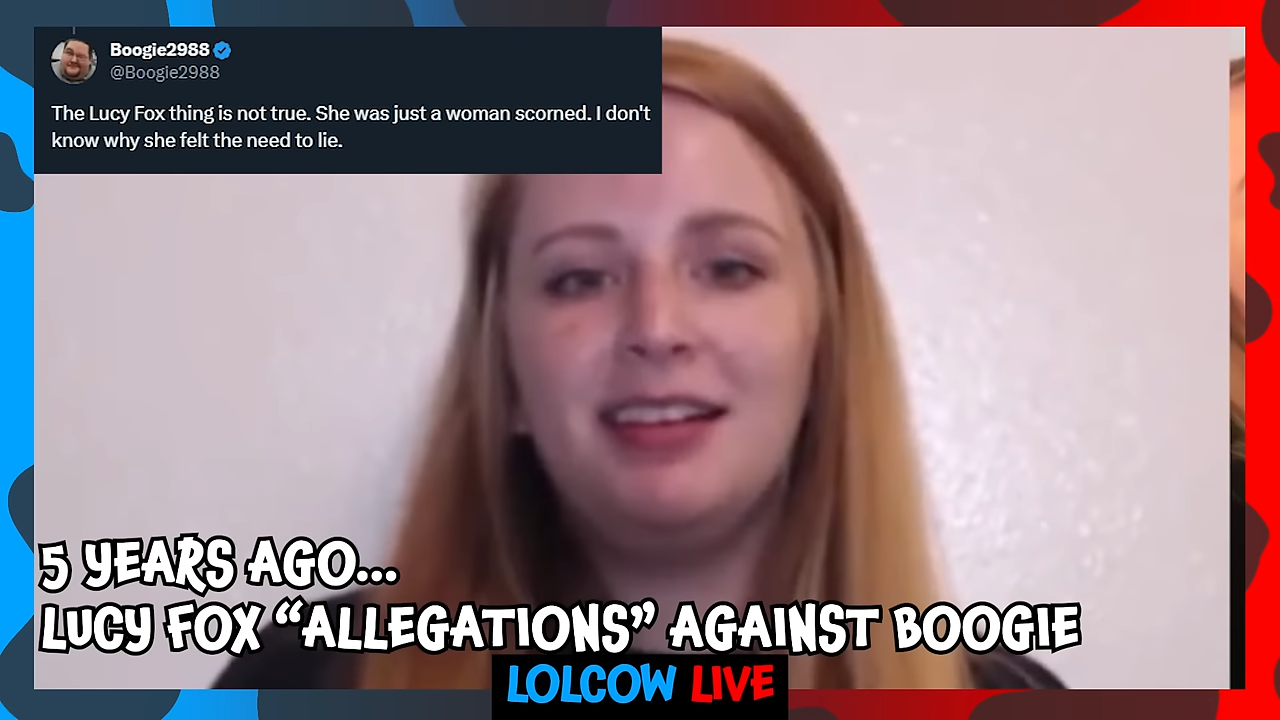 Boogie2988
@Boogie2988
The Lucy Fox thing is not true. She was just a woman scorned. I don't
know why she felt the need to lie.
5 YEARS AGO...
LUCY FOX “ALLEGATIONS” AGAINST BOOGIE
LOLCOW LIVE